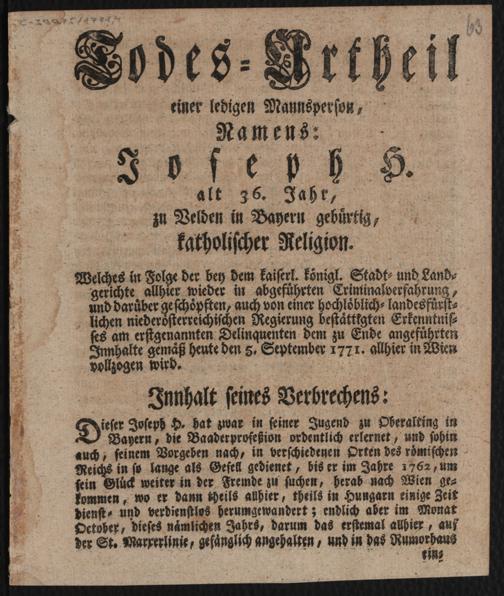 63
Todes-Urtheil
einer ledigen Mannsperson,
Namens:
Joseph H.
alt 36. Jahr,
zu Velden in Bayern gebürtig,
katholischer Religion.
Welches in Folge der bey dem kaiserl. königl. Stadt- und Land-
gerichte allhier wieder in abgeführten Criminalverfahrung,
und darüber geschöpften, auch von einer hochlöblich-landesfürst-
lichen niederösterreichischen Regierung bestättigten Erkenntniß-
ses am erstgenannten Delinquenten dem zu Ende angeführten
Innhalte gemäß heute den 5. September 1771. allhier in Wien
vollzogen wird.
Innhalt seines Verbrechens:
Dieser Joseph H. hat zwar in seiner Jugend zu Oberalting in
Bayern, die Baaderprofeßion ordentlich erlernet, und sohin
auch, seinem Vorgeben nach, in verschiedenen Orten des römischen
Reichs in so lange als Gesell gedienet, bis er im Jahre 1762, um
sein Glück weiter in der Fremde zu suchen, herab nach Wien ge-
kommen, wo er dann theils allhier, theils in Hungarn einige Zeit
dienst- und verdienstlos herumgewandert; endlich aber im Monat
October, dieses nämlichen Jahrs, darum das erstemal allhier, auf
der St. Marxerlinie, gefänglich angehalten, und in das Rumorhaus
ein-